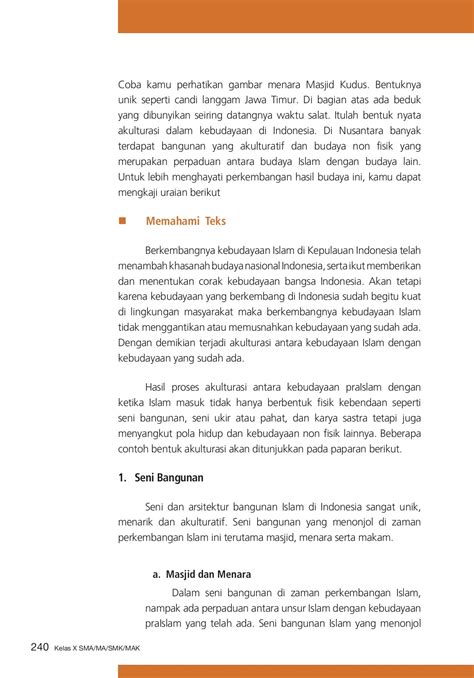 Coba kamu perhatikan gambar menara Masjid Kudus. Bentuknya
unik seperti candi langgam Jawa Timur. Di bagian atas ada beduk
yang dibunyikan seiring datangnya waktu salat. Itulah bentuk nyata
akulturasi dalam kebudayaan di Indonesia. Di Nusantara banyak
terdapat bangunan yang akulturatif dan budaya non fisik yang
merupakan perpaduan antara budaya Islam dengan budaya lain.
Untuk lebih menghayati perkembangan hasil budaya ini, kamu dapat
mengkaji uraian berikut
Memahami Teks
Berkembangnya kebudayaan Islam di Kepulauan Indonesia telah
menambah khasanah budaya nasional Indonesia, serta ikut memberikan
dan menentukan corak kebudayaan bangsa Indonesia. Akan tetapi
karena kebudayaan yang berkembang di Indonesia sudah begitu kuat
di lingkungan masyarakat maka berkembangnya kebudayaan Islam
tidak menggantikan atau memusnahkan kebudayaan yang sudah ada.
Dengan demikian terjadi akulturasi antara kebudayaan Islam dengan
kebudayaan yang sudah ada.
Hasil proses akulturasi antara kebudayaan praIslam dengan
ketika Islam masuk tidak hanya berbentuk fisik kebendaan seperti
seni bangunan, seni ukir atau pahat, dan karya sastra tetapi juga
menyangkut pola hidup dan kebudayaan non fisik lainnya. Beberapa
contoh bentuk akulturasi akan ditunjukkan pada paparan berikut.
1. Seni Bangunan
Seni dan arsitektur bangunan Islam di Indonesia sangat unik,
menarik dan akulturatif. Seni bangunan yang menonjol di zaman
perkembangan Islam ini terutama masjid, menara serta makam.
a. Masjid dan Menara
Dalam seni bangunan di zaman perkembangan Islam,
nampak ada perpaduan antara unsur Islam dengan kebudayaan
praIslam yang telah ada. Seni bangunan Islam yang menonjol
240 Kelas X SMA/MA/SMK/MAK